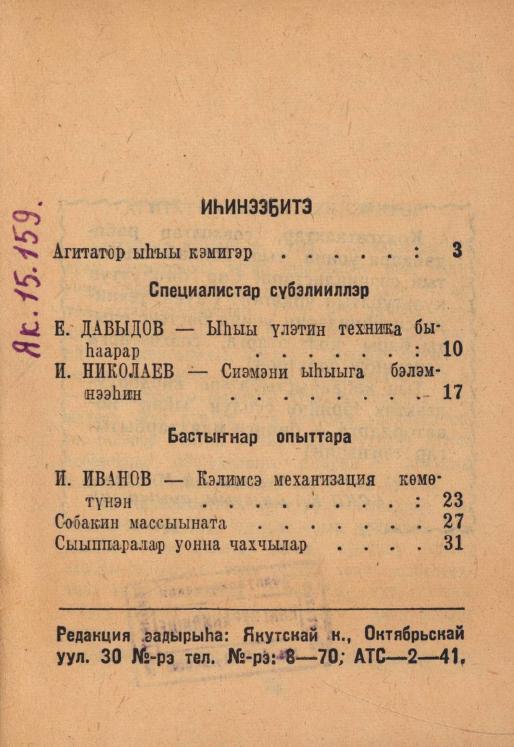 Як. 15.159.
ИҺИНЭЭҔИТЭ
Агитатор ыһыы кэмигэр . . . . . . : 3
Специалистар сүбэлииллэр
Е. ДАВЫДОВ — Ыһыы үлэтин техника бы-
һаарар . . . . . . : 10
И. НИКОЛАЕВ — Сиэмэни ыһыыга бэлэм-
нээһин . . . . . . . . 17
Бастыҥнар опыттара
И. ИВАНОВ — Кэлимсэ механизация көмө-
түнэн . . . . . . . . : 23
Собакин массыыната . . . . . . . 27
Сыыппаралар уонна чахчылар . . . . 31
Редакция аадырыһа: Якутскай к., Октябрьскай
уул. 30 №-рэ тел. №-рэ: 8—70; АТС—2—41.